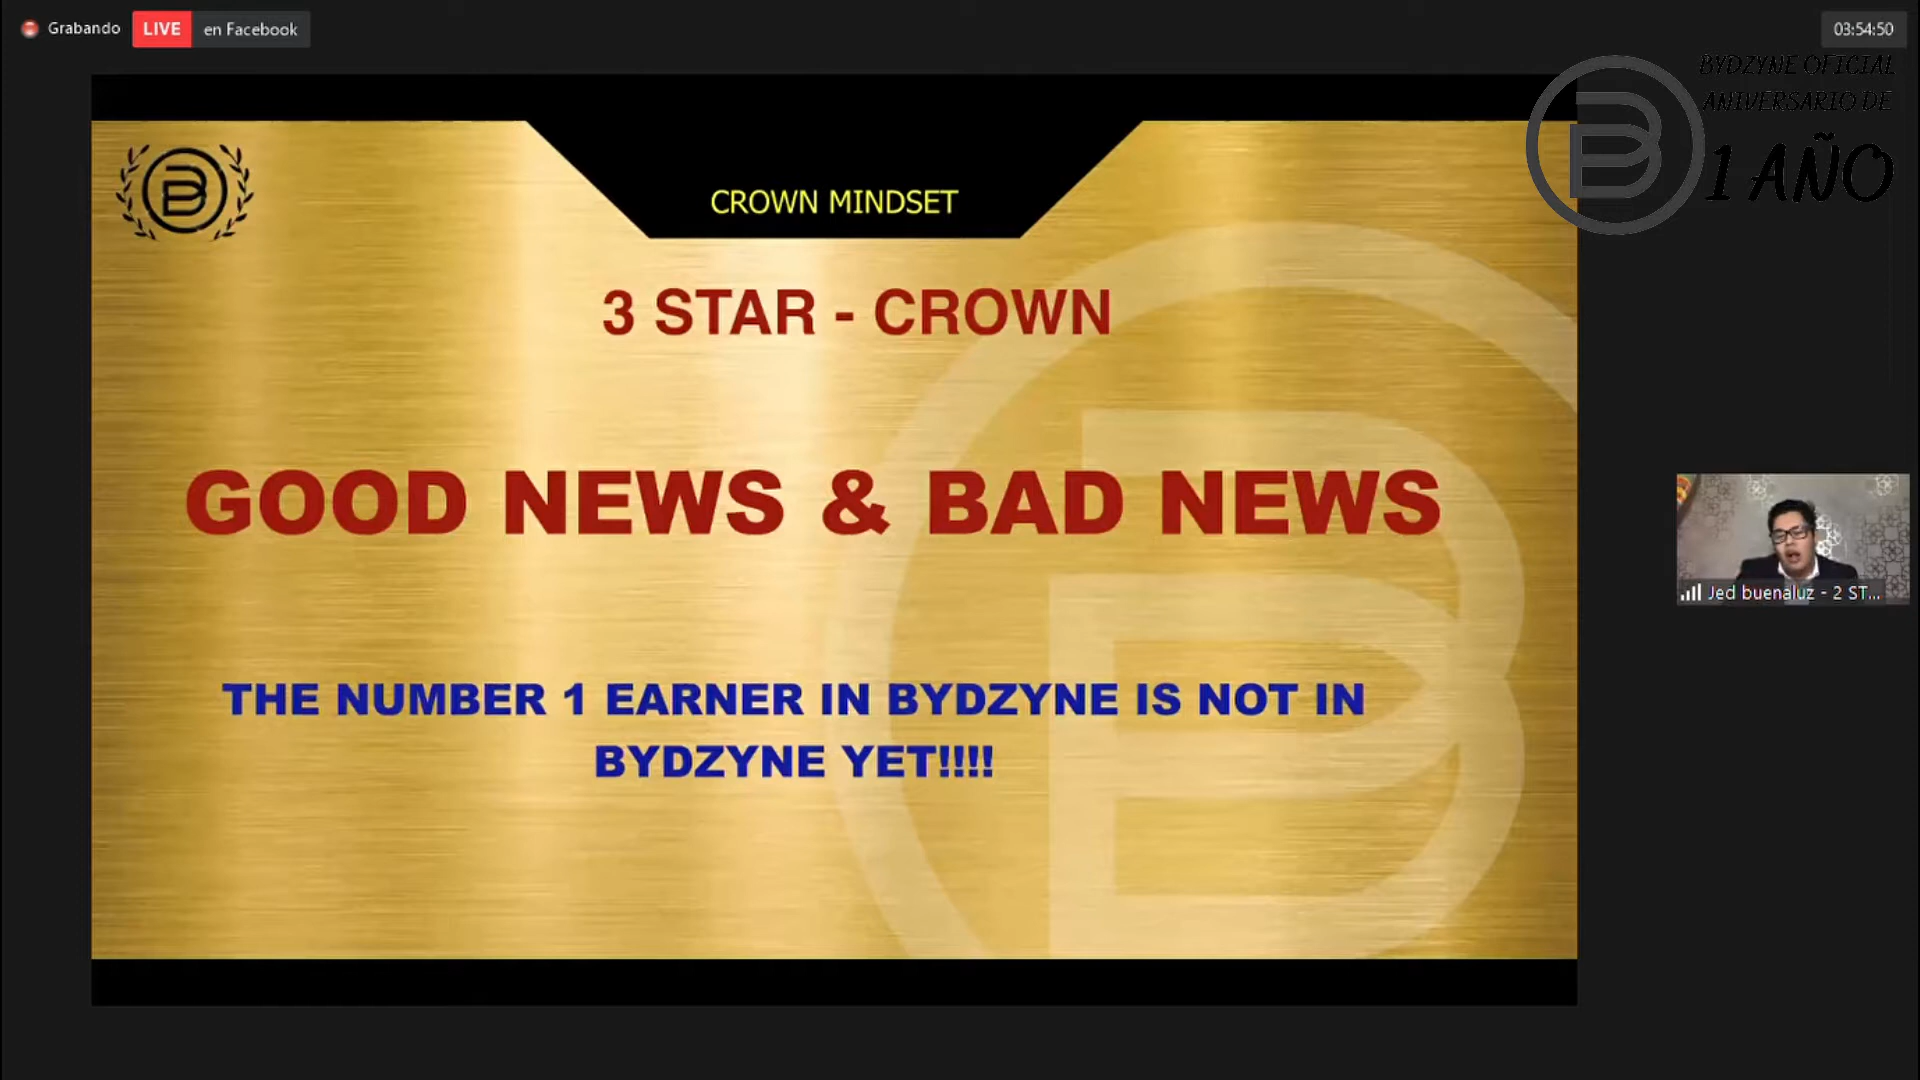 Grabando
LIVE
en Facebook
03:54:50
BYDZYNE OFICIAL
ANIVERSARIO DE
1 AÑO
CROWN MINDSET
3 STAR - CROWN
GOOD NEWS & BAD NEWS
THE NUMBER 1 EARNER IN BYDZYNE IS NOT IN
BYDZYNE YET!!!!
Jed buenaluz - 2 ST...